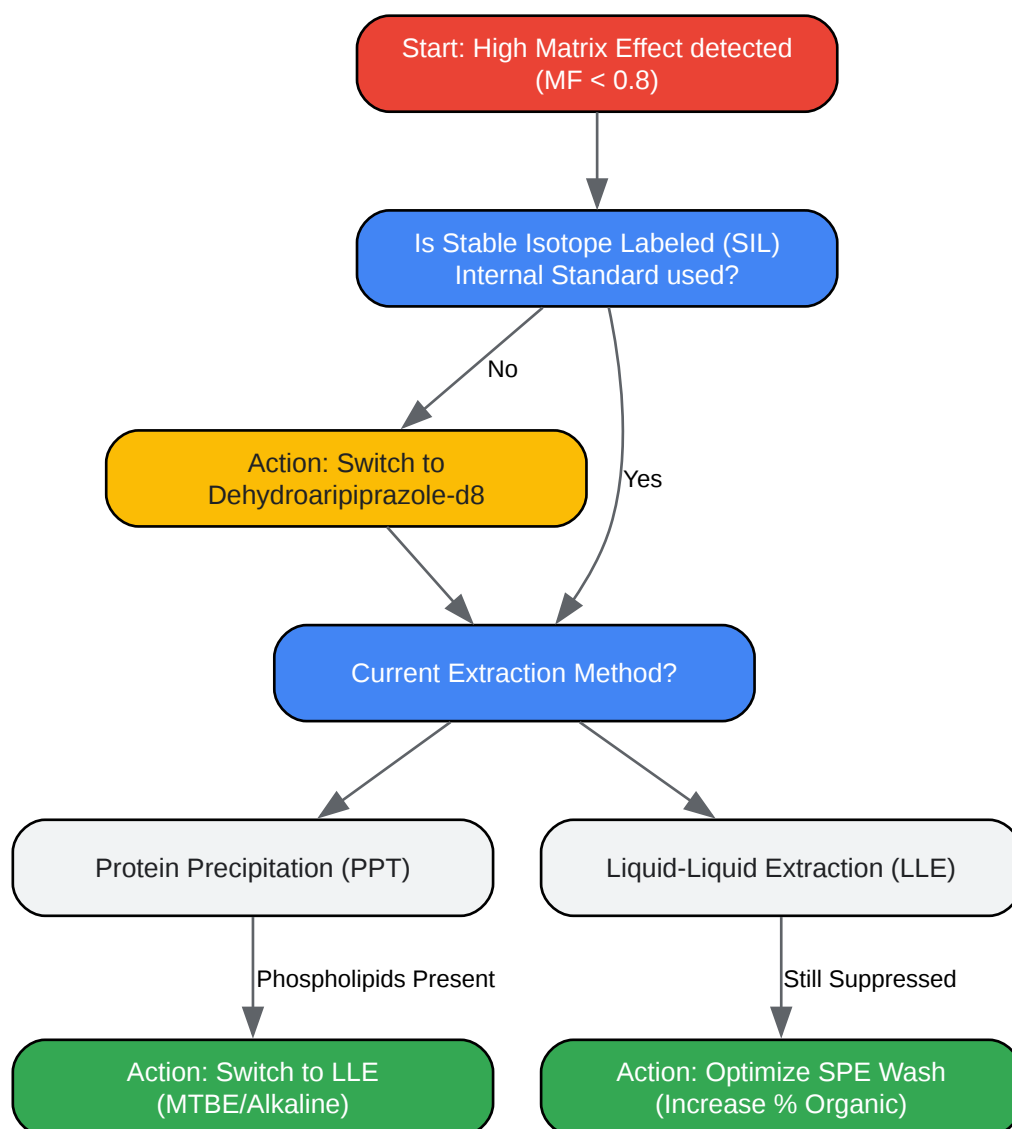 Start: High Matrix Effect detected
(MF < 0.8)
Is Stable Isotope Labeled (SIL)
Internal Standard used?
No
Yes
Action: Switch to
Dehydroaripiprazole-d8
Current Extraction Method?
Protein Precipitation (PPT)
Liquid-Liquid Extraction (LLE)
Phospholipids Present
Still Suppressed
Action: Switch to LLE
(MTBE/Alkaline)
Action: Optimize SPE Wash
(Increase % Organic)